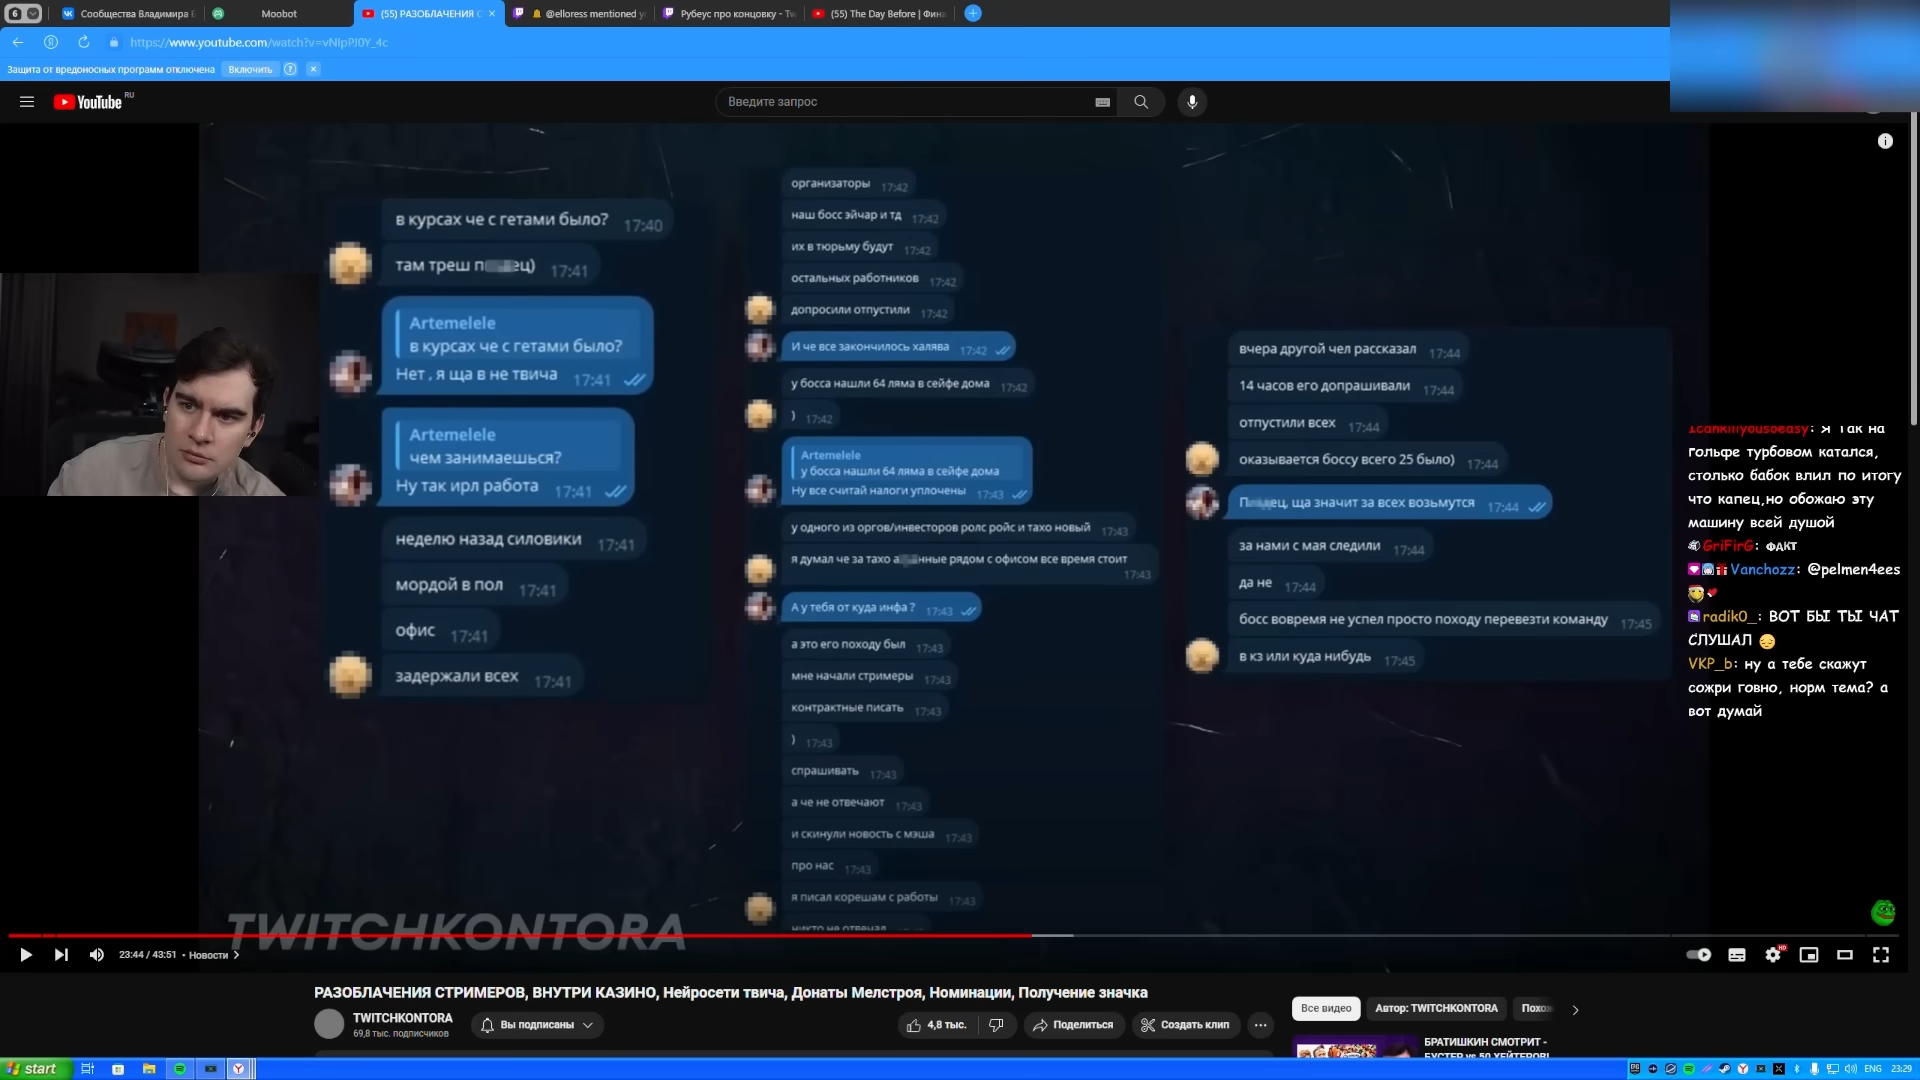 6
Сообщества Владимира Б
Moobot
(55) РАЗОБЛАЧЕНИЯ С
@elloress mentioned y
Рубеус про концовку - Tw
(55) The Day Before | Фина
https://www.youtube.com/watch?v=vNIpPJ0Y_4c
Защита от вредоносных программ отключена
Включить
YouTube RU
Введите запрос
в курсах че с гетами было? 17:40
там треш п ец) 17:41
Artemelele
в курсах че с гетами было?
Нет , я ща в не твича 17:41
Artemelele
чем занимаешься?
Ну так ирл работа 17:41
неделю назад силовики 17:41
мордой в пол 17:41
офис 17:41
задержали всех 17:41
организаторы 17:42
наш босс эйчар и тд 17:42
их в тюрьму будут 17:42
остальных работников 17:42
допросили отпустили 17:42
И че все закончилось халява 17:42
у босса нашли 64 ляма в сейфе дома 17:42
) 17:42
Artemelele
у босса нашли 64 ляма в сейфе дома
Ну все считай налоги уплочены 17:43
у одного из оргов/инвесторов ролс ройс и тахо новый 17:43
я думал че за тахо а нные рядом с офисом все время стоит
17:43
А у тебя от куда инфа ? 17:43
а это его походу был 17:43
мне начали стримеры 17:43
контрактные писать 17:43
) 17:43
спрашивать 17:43
а че не отвечают 17:43
и скинули новость с мэша 17:43
про нас 17:43
я писал корешам с работы 17:43
никто не отвечал
вчера другой чел рассказал 17:44
14 часов его допрашивали 17:44
отпустили всех 17:44
оказывается боссу всего 25 было) 17:44
П ец, ща значит за всех возьмутся 17:44
за нами с мая следили 17:44
да не 17:44
босс вовремя не успел просто походу перевезти команду 17:45
в кз или куда нибудь 17:45
1cankillyousoeasy: я так на
гольфе турбовом катался,
столько бабок влил по итогу
что капец,но обожаю эту
машину всей душой
GriFirG: ФАКТ
Vanchozz: @pelmen4ees
radik0_: ВОТ БЫ ТЫ ЧАТ
СЛУШАЛ
VKP_b: ну а тебе скажут
сожри говно, норм тема? а
вот думай
TWITCHKONTORA
23:44 / 43:51 • Новости
HD
РАЗОБЛАЧЕНИЯ СТРИМЕРОВ, ВНУТРИ КАЗИНО, Нейросети твича, Донаты Мелстроя, Номинации, Получение значка
TWITCHKONTORA
69,8 тыс. подписчиков
Вы подписаны
4,8 тыс.
Поделиться
Создать клип
Все видео
Автор: TWITCHKONTORA
Похож
БРАТИШКИН СМОТРИТ -
БУСТЕР vs 50 ХЕЙТЕРОВ!
start
ENG
23:29